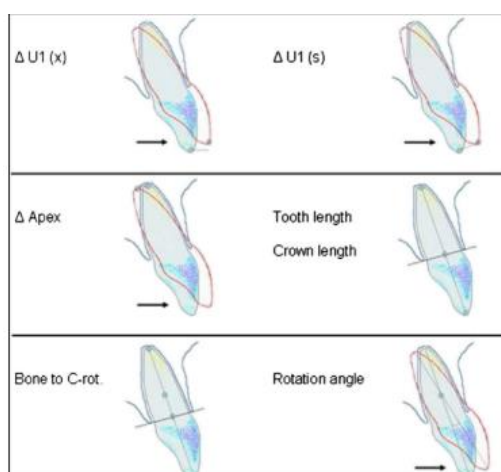 Δ U1 (x)
Δ U1 (s)
Δ Apex
Tooth length
Crown length
Bone to C-rot.
Rotation angle